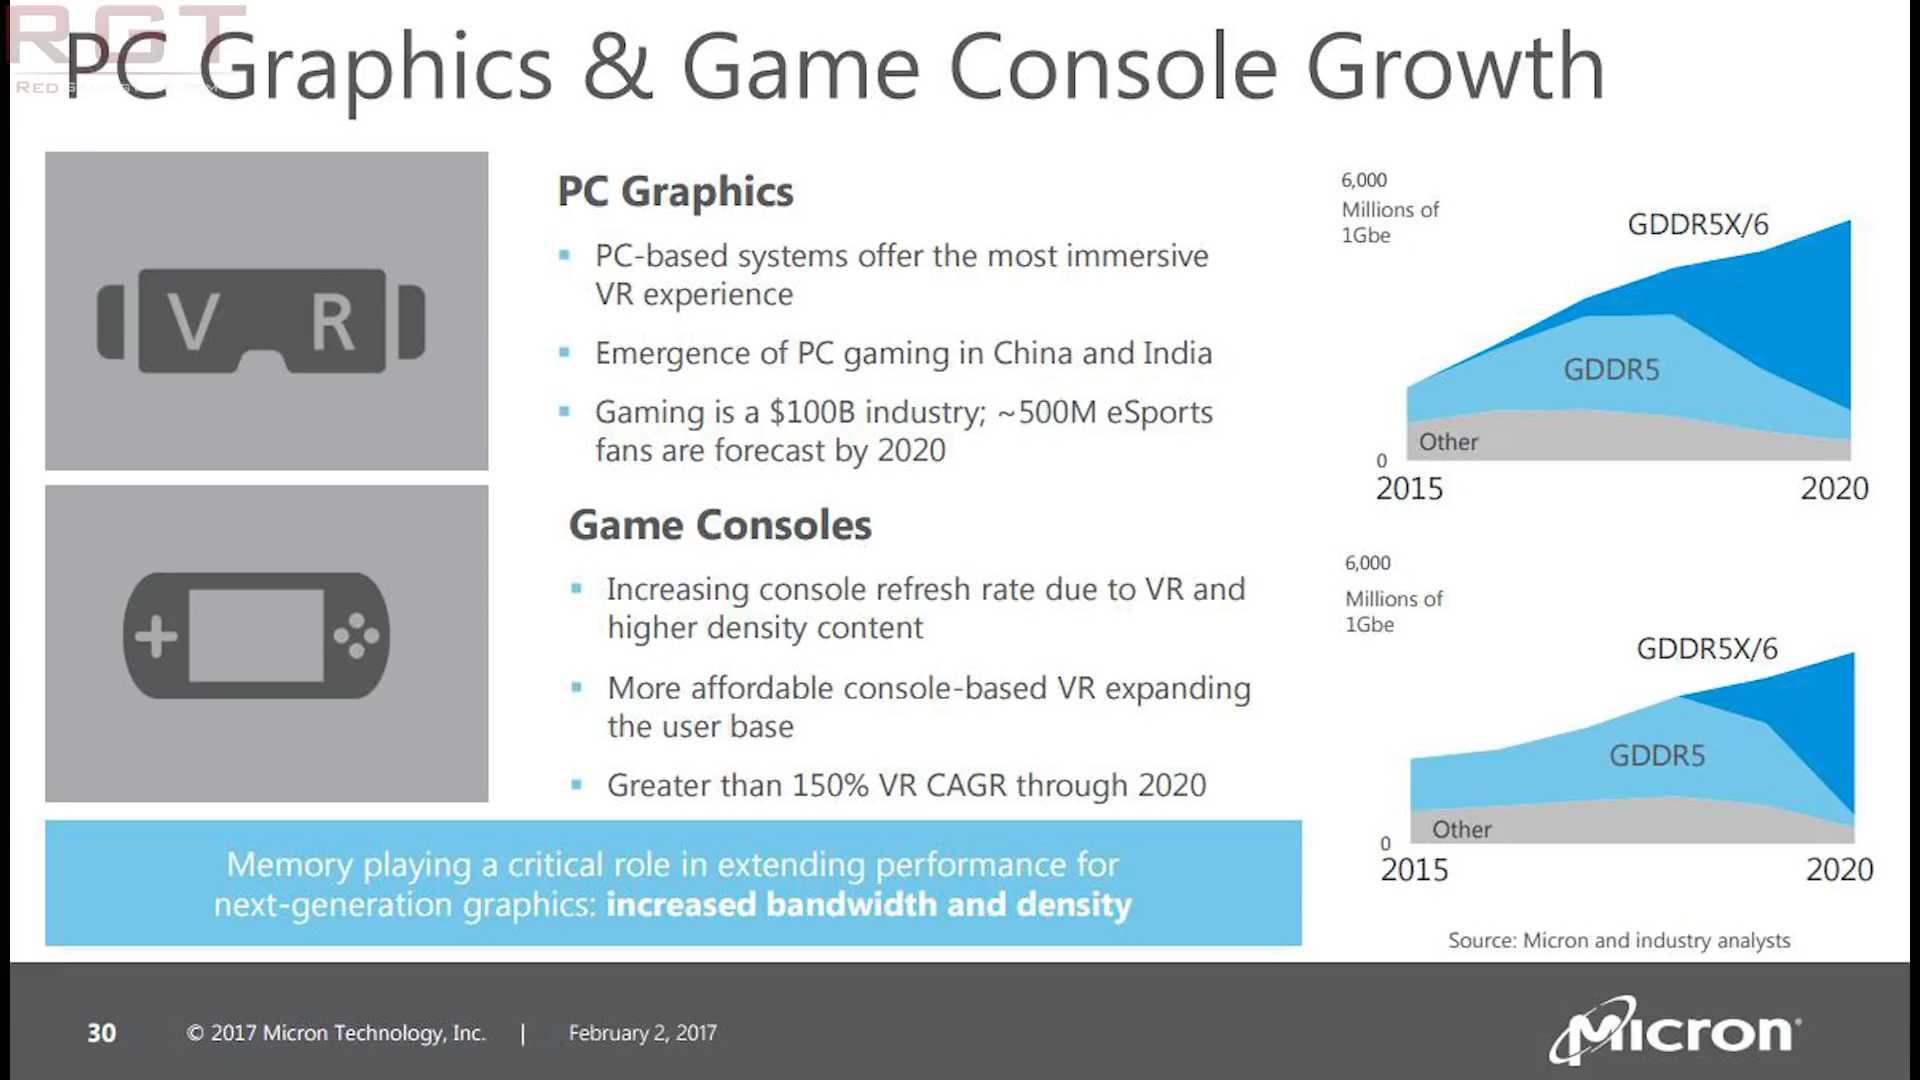 RGT
PC Graphics & Game Console Growth
V R
PC Graphics
PC-based systems offer the most immersive
VR experience
Emergence of PC gaming in China and India
Gaming is a $100B industry; ~500M eSports
fans are forecast by 2020
6,000
Millions of
1Gbe
GDDR5X/6
GDDR5
Other
0
2015 2020
Game Consoles
Increasing console refresh rate due to VR and
higher density content
More affordable console-based VR expanding
the user base
Greater than 150% VR CAGR through 2020
6,000
Millions of
1Gbe
GDDR5X/6
GDDR5
Other
0
2015 2020
Memory playing a critical role in extending performance for
next-generation graphics: increased bandwidth and density
Source: Micron and industry analysts
30 © 2017 Micron Technology, Inc. | February 2, 2017
Micron